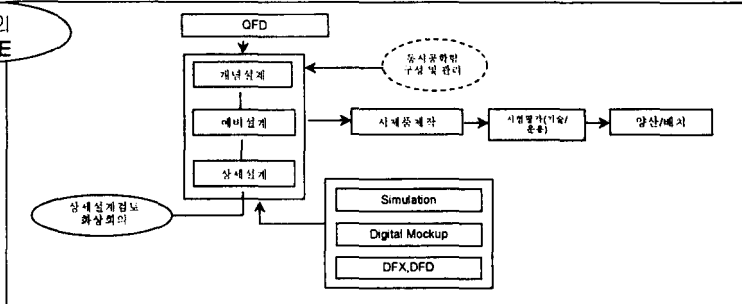 의
E
QFD
개념설계
동시공학팀
구성 및 관리
예비설계
시제품제작
시험평가(기술/
운용)
양산/배치
상세설계
상세설계검토
화상회의
Simulation
Digital Mockup
DFX,DFD